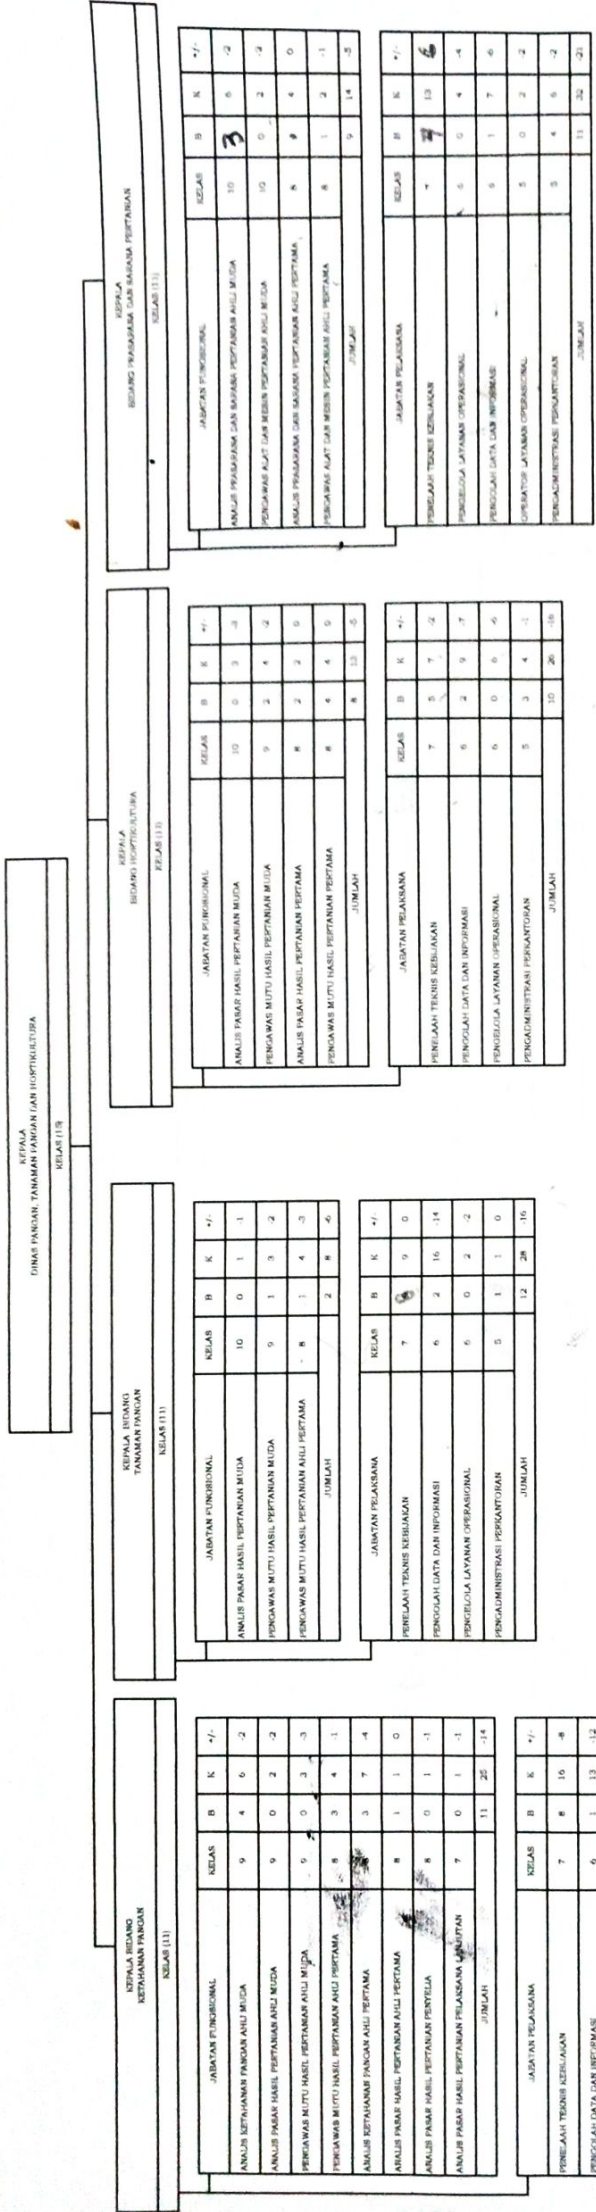 KEPALA
DINAS PANGAN, TANAMAN PANGAN DAN HORTIKULTURA
KELAS (15)
KEPALA BIDANG
KETAHANAN PANGAN
KELAS (11)
JABATAN FUNGSIONAL KELAS B K +/-
ANALIS KETAHANAN PANGAN AHLI MUDA 9 4 6 -2
ANALIS PASAR HASIL PERTANIAN AHLI MUDA 9 0 2 -2
PENGAWAS MUTU HASIL PERTANIAN AHLI MUDA 9 0 3 -3
PENGAWAS MUTU HASIL PERTANIAN AHLI PERTAMA 8 3 4 -1
ANALIS KETAHANAN PANGAN AHLI PERTAMA 3 7 -4
ANALIS PASAR HASIL PERTANIAN AHLI PERTAMA 8 1 1 0
ANALIS PASAR HASIL PERTANIAN PENYELIA 8 0 1 -1
ANALIS PASAR HASIL PERTANIAN PELAKSANA LANJUTAN 7 0 1 -1
JUMLAH 11 25 -14
JABATAN PELAKSANA KELAS B K +/-
PENELAAH TEKNIS KEBIJAKAN 7 8 16 -8
PENGOLAH DATA DAN INFORMASI 6 1 13 -12
KEPALA BIDANG
TANAMAN PANGAN
KELAS (11)
JABATAN FUNGSIONAL KELAS B K +/-
ANALIS PASAR HASIL PERTANIAN MUDA 10 0 1 -1
PENGAWAS MUTU HASIL PERTANIAN MUDA 9 1 3 -2
PENGAWAS MUTU HASIL PERTANIAN AHLI PERTAMA 8 1 4 -3
JUMLAH 2 8 -6
JABATAN PELAKSANA KELAS B K +/-
PENELAAH TEKNIS KEBIJAKAN 7 9 0
PENGOLAH DATA DAN INFORMASI 6 2 16 -14
PENGELOLA LAYANAN OPERASIONAL 6 0 2 -2
PENGADMINISTRASI PERKANTORAN 5 1 1 0
JUMLAH 12 28 -16
KEPALA
BIDANG HORTIKULTURA
KELAS (11)
JABATAN FUNGSIONAL KELAS B K +/-
ANALIS PASAR HASIL PERTANIAN MUDA 10 0 3 -3
PENGAWAS MUTU HASIL PERTANIAN MUDA 9 2 4 -2
ANALIS PASAR HASIL PERTANIAN PERTAMA 8 2 2 0
PENGAWAS MUTU HASIL PERTANIAN PERTAMA 8 4 4 0
JUMLAH 8 13 -5
JABATAN PELAKSANA KELAS B K +/-
PENELAAH TEKNIS KEBIJAKAN 7 5 7 -2
PENGOLAH DATA DAN INFORMASI 6 2 9 -7
PENGELOLA LAYANAN OPERASIONAL 6 0 6 -6
PENGADMINISTRASI PERKANTORAN 5 3 4 -1
JUMLAH 10 26 -16
KEPALA
BIDANG PRASARANA DAN SARANA PERTANIAN
KELAS (11)
JABATAN FUNGSIONAL KELAS B K +/-
ANALIS PRASARANA DAN SARANA PERTANIAN AHLI MUDA 10 3 6 -2
PENGAWAS ALAT DAN MESIN PERTANIAN AHLI MUDA 10 0 2 -2
ANALIS PRASARANA DAN SARANA PERTANIAN AHLI PERTAMA 8 4 0
PENGAWAS ALAT DAN MESIN PERTANIAN AHLI PERTAMA 8 1 2 -1
JUMLAH 9 14 -5
JABATAN PELAKSANA KELAS B K +/-
PENELAAH TEKNIS KEBIJAKAN 7 7 13 6
PENGELOLA LAYANAN OPERASIONAL 6 0 4 -4
PENGOLAH DATA DAN INFORMASI 6 1 7 -6
OPERATOR LAYANAN OPERASIONAL 5 0 2 -2
PENGADMINISTRASI PERKANTORAN 5 4 6 -2
JUMLAH 11 32 -21